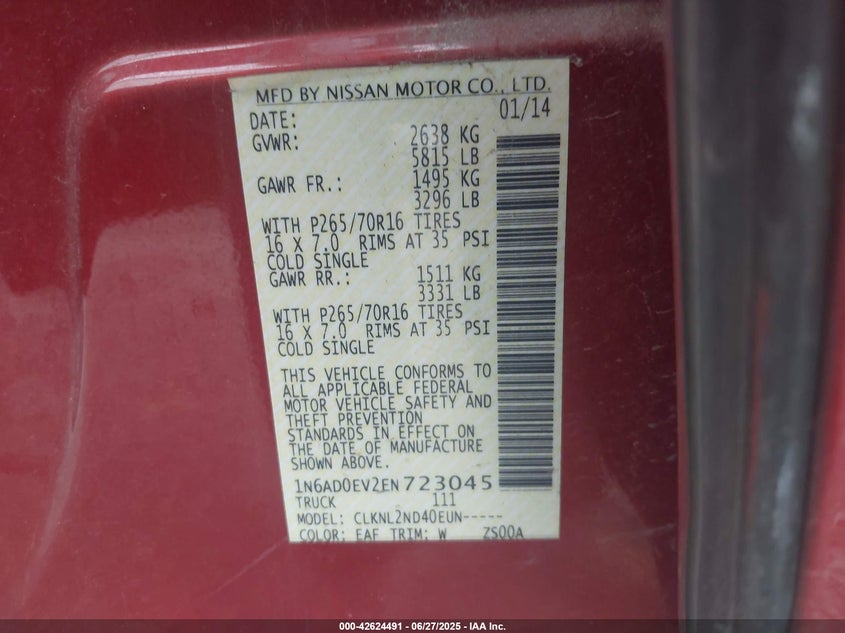 MFD BY NISSAN MOTOR CO., LTD.
DATE: 01/14
GVWR: 2638 KG
5815 LB
GAWR FR.: 1495 KG
3296 LB
WITH P265/70R16 TIRES
16 X 7.0 RIMS AT 35 PSI
COLD SINGLE
GAWR RR.: 1511 KG
3331 LB
WITH P265/70R16 TIRES
16 X 7.0 RIMS AT 35 PSI
COLD SINGLE
THIS VEHICLE CONFORMS TO
ALL APPLICABLE FEDERAL
MOTOR VEHICLE SAFETY AND
THEFT PREVENTION
STANDARDS IN EFFECT ON
THE DATE OF MANUFACTURE
SHOWN ABOVE.
1N6AD0EV2EN723045
TRUCK 111
MODEL: CLKNL2ND40EUN-----
COLOR: EAF TRIM: W ZS00A
000-42624491 - 06/27/2025 - IAA Inc.